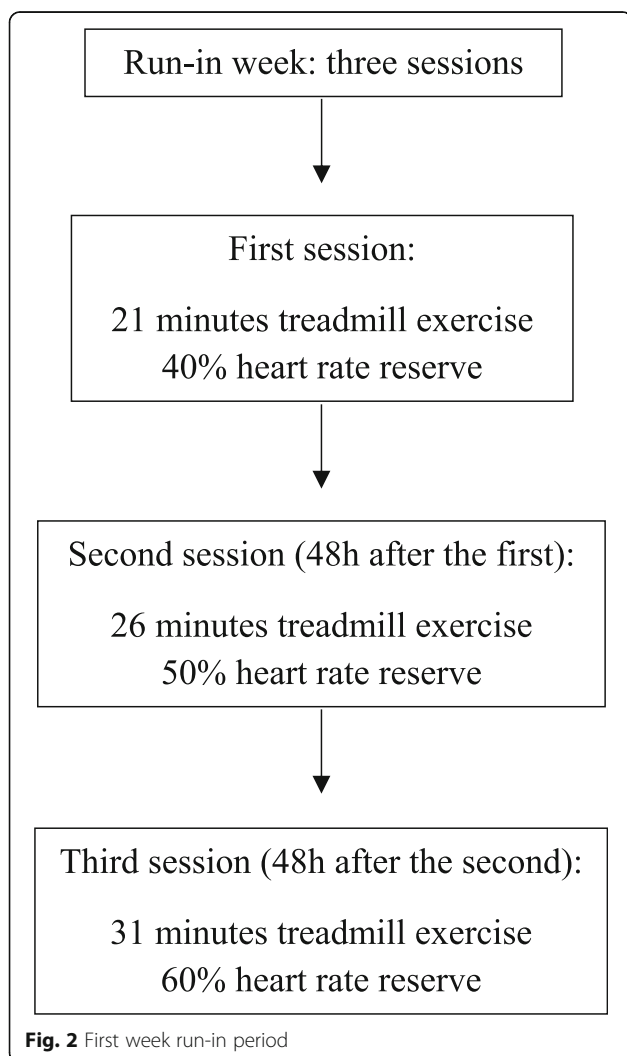 Run-in week: three sessions
First session:
21 minutes treadmill exercise
40% heart rate reserve
Second session (48h after the first):
26 minutes treadmill exercise
50% heart rate reserve
Third session (48h after the second):
31 minutes treadmill exercise
60% heart rate reserve
Fig. 2 First week run-in period